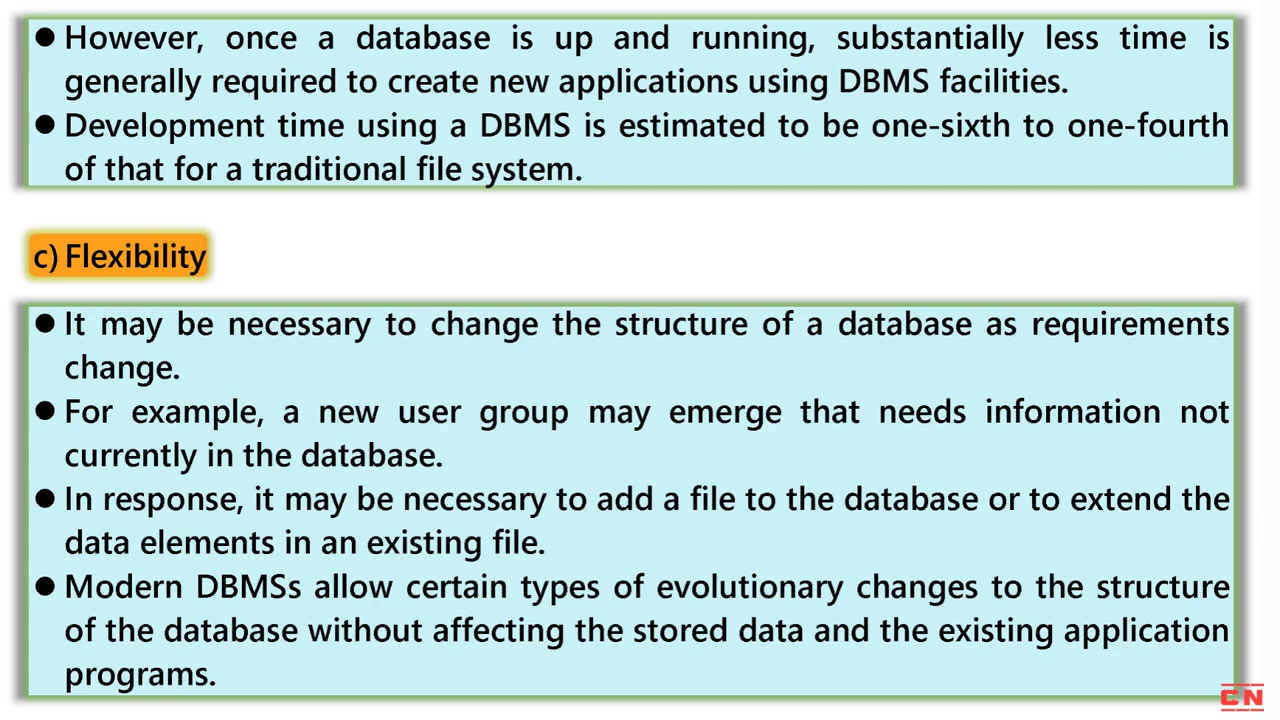 ● However, once a database is up and running, substantially less time is
generally required to create new applications using DBMS facilities.
● Development time using a DBMS is estimated to be one-sixth to one-fourth
of that for a traditional file system.
c) Flexibility
● It may be necessary to change the structure of a database as requirements
change.
● For example, a new user group may emerge that needs information not
currently in the database.
● In response, it may be necessary to add a file to the database or to extend the
data elements in an existing file.
● Modern DBMSs allow certain types of evolutionary changes to the structure
of the database without affecting the stored data and the existing application
programs.
CN